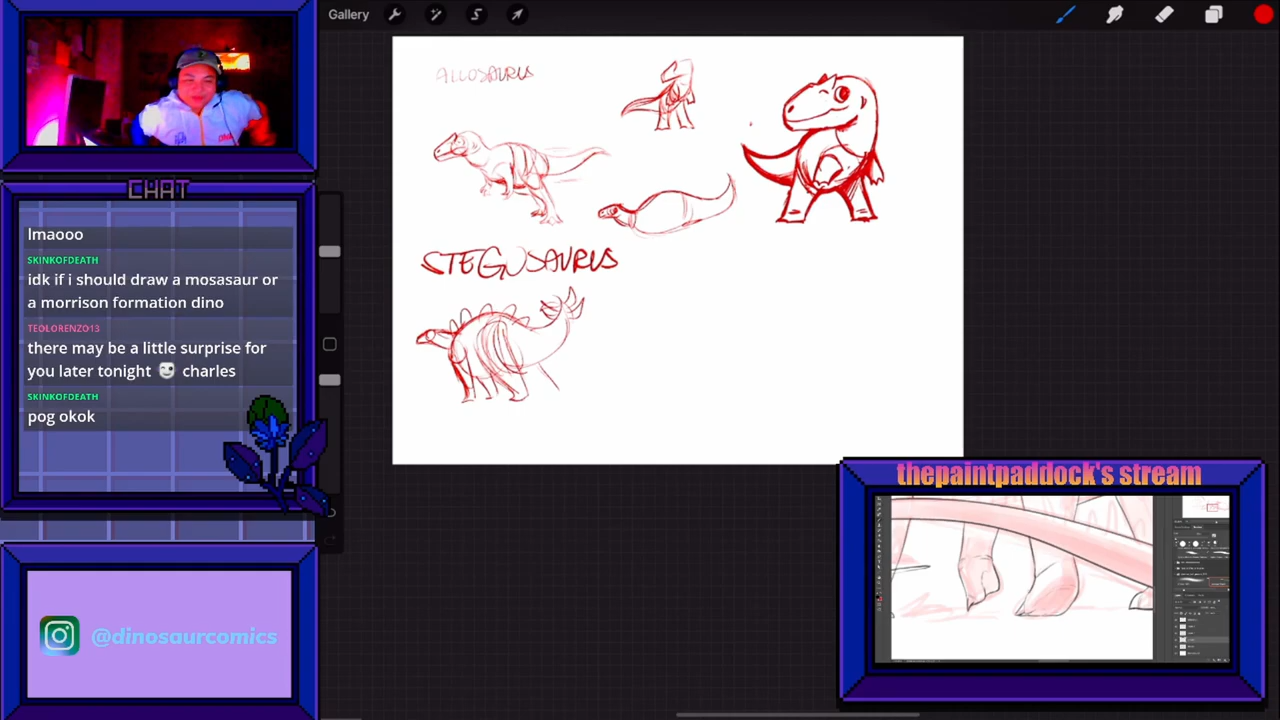 Gallery
CHAT
lmaooo
SKINKOFDEATH
idk if i should draw a mosasaur or
a morrison formation dino
TEOLORENZO13
there may be a little surprise for
you later tonight charles
SKINKOFDEATH
pog okok
@dinosaurcomics
ALLOSAURUS
STEGOSAURUS
thepaintpaddock's stream